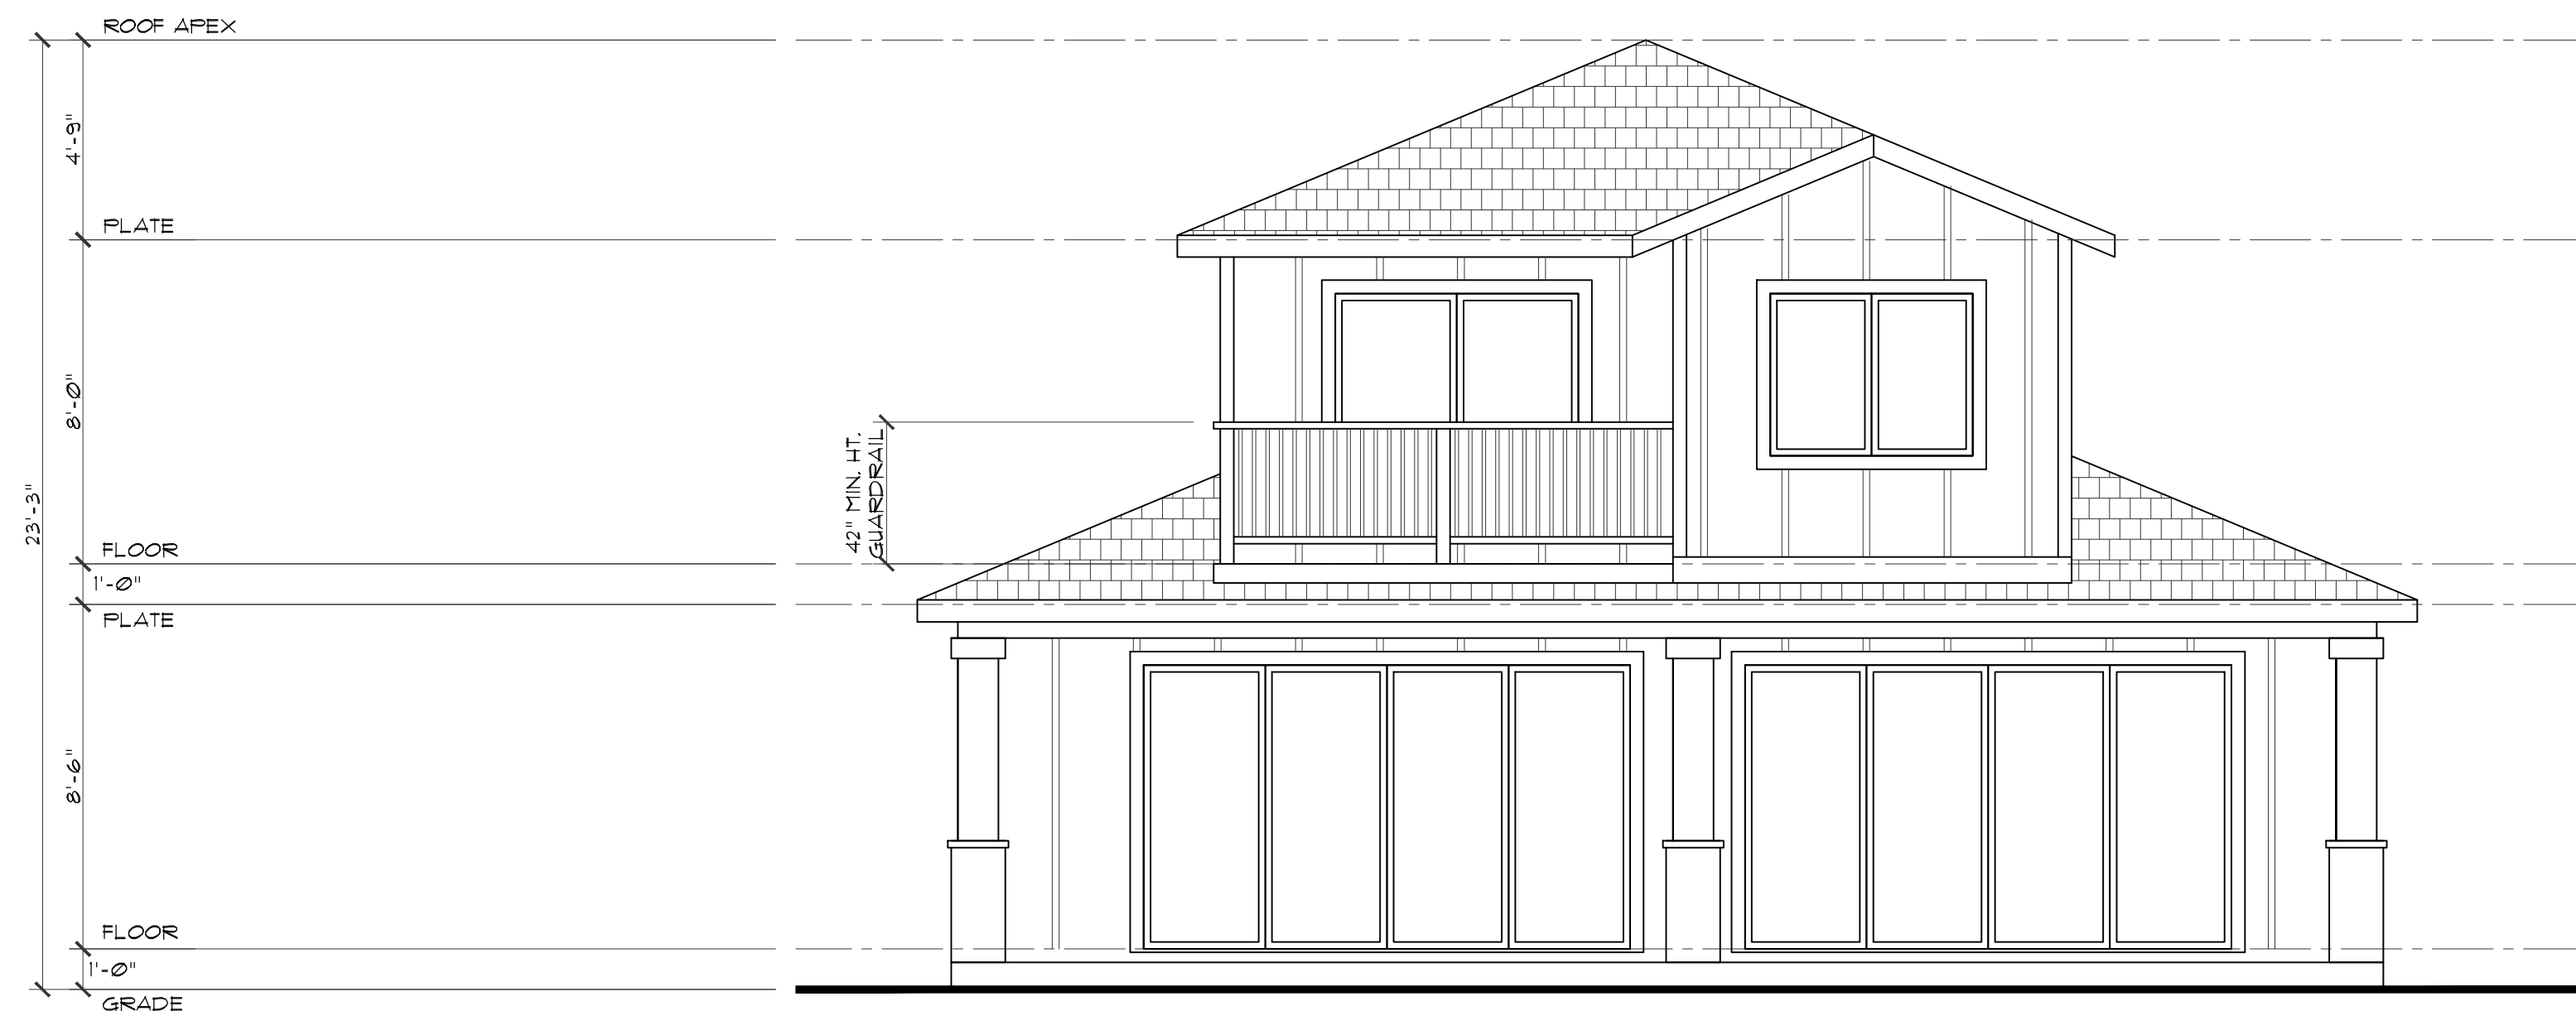 ROOF APEX
4'-9"
PLATE
8'-0"
23'-3"
42" MIN. HT.
GUARDRAIL
FLOOR
1'-0"
PLATE
8'-6"
FLOOR
1'-0"
GRADE